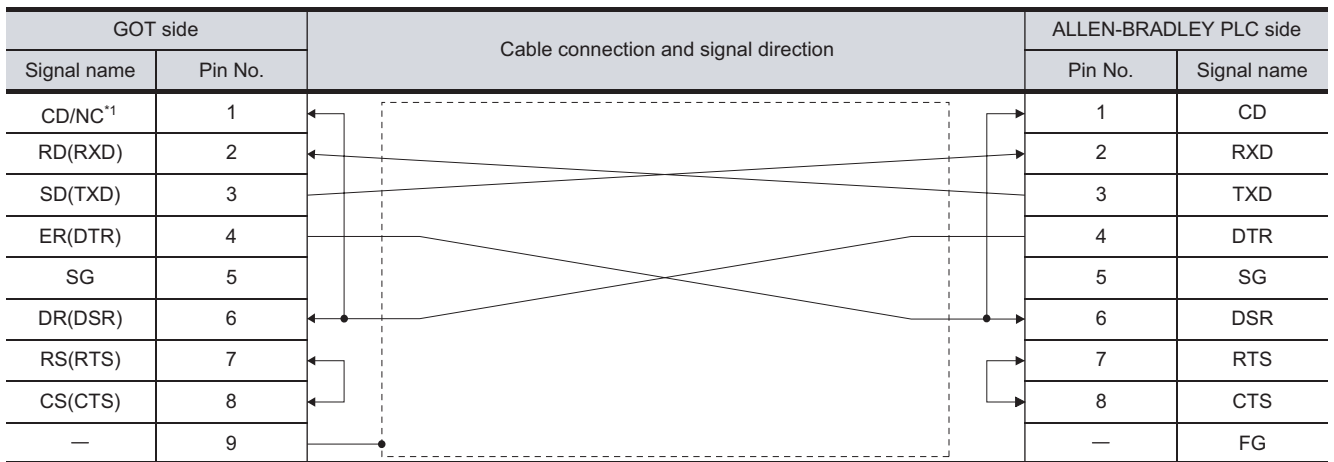 GOT side Cable connection and signal direction ALLEN-BRADLEY PLC side
Signal name Pin No. Pin No. Signal name
CD/NC*1 1 1 CD
RD(RXD) 2 2 RXD
SD(TXD) 3 3 TXD
ER(DTR) 4 4 DTR
SG 5 5 SG
DR(DSR) 6 6 DSR
RS(RTS) 7 7 RTS
CS(CTS) 8 8 CTS
— 9 — FG